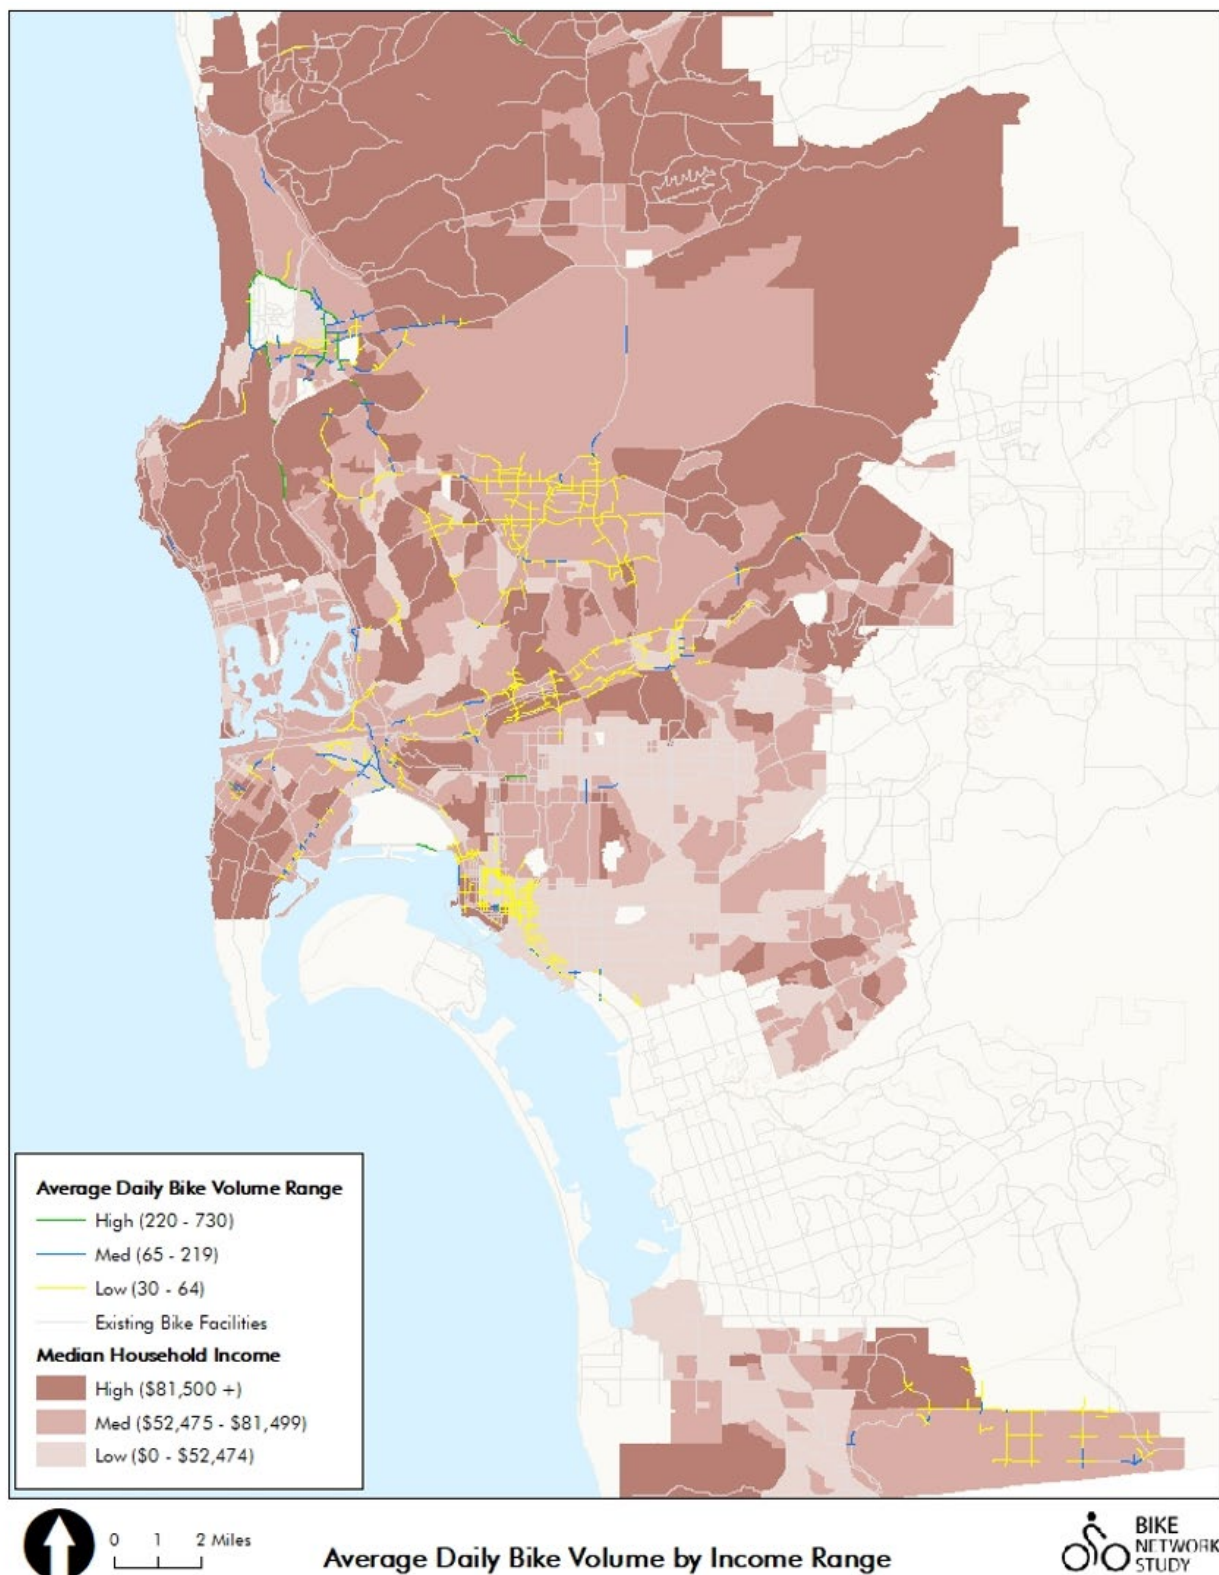 Average Daily Bike Volume Range
High (220 - 730)
Med (65 - 219)
Low (30 - 64)
Existing Bike Facilities
Median Household Income
High ($81,500 +)
Med ($52,475 - $81,499)
Low ($0 - $52,474)
0 1 2 Miles
Average Daily Bike Volume by Income Range
BIKE
NETWORK
STUDY